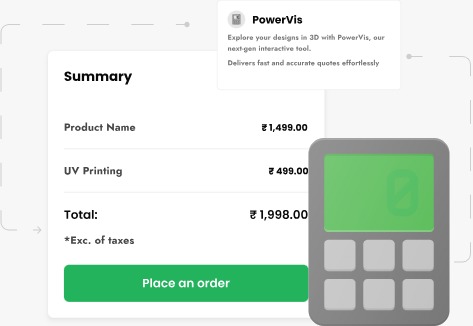 PowerVis
Explore your designs in 3D with PowerVis, our
next-gen interactive tool.
Delivers fast and accurate quotes effortlessly
Summary
Product Name ₹ 1,499.00
UV Printing ₹ 499.00
Total: ₹ 1,998.00
*Exc. of taxes
Place an order
0